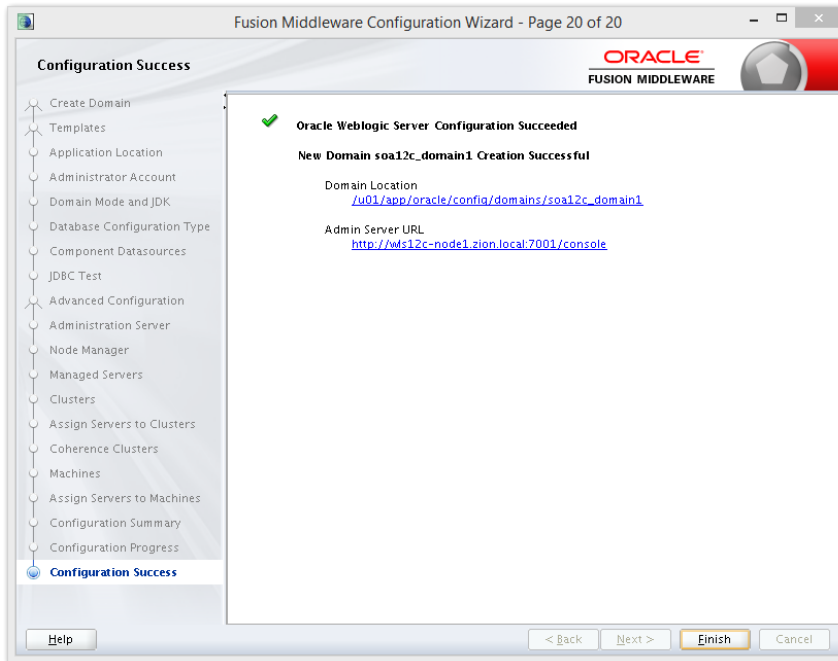 Fusion Middleware Configuration Wizard - Page 20 of 20
Configuration Success
ORACLE
FUSION MIDDLEWARE
Create Domain
Templates
Application Location
Administrator Account
Domain Mode and JDK
Database Configuration Type
Component Datasources
JDBC Test
Advanced Configuration
Administration Server
Node Manager
Managed Servers
Clusters
Assign Servers to Clusters
Coherence Clusters
Machines
Assign Servers to Machines
Configuration Summary
Configuration Progress
Configuration Success
Oracle Weblogic Server Configuration Succeeded
New Domain soa12c_domain1 Creation Successful
Domain Location
/u01/app/oracle/config/domains/soa12c_domain1
Admin Server URL
http://wls12c-node1.zion.local:7001/console
Help
< Back
Next >
Finish
Cancel